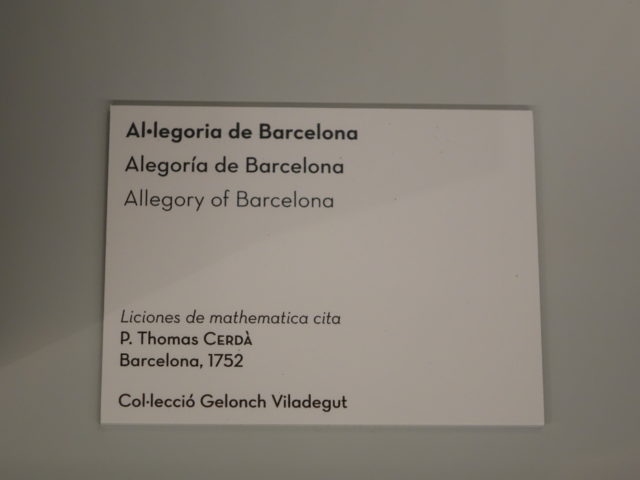 Al·legoria de Barcelona
Alegoría de Barcelona
Allegory of Barcelona
Liciones de mathematica cita
P. Thomas CERDÀ
Barcelona, 1752
Col·lecció Gelonch Viladegut